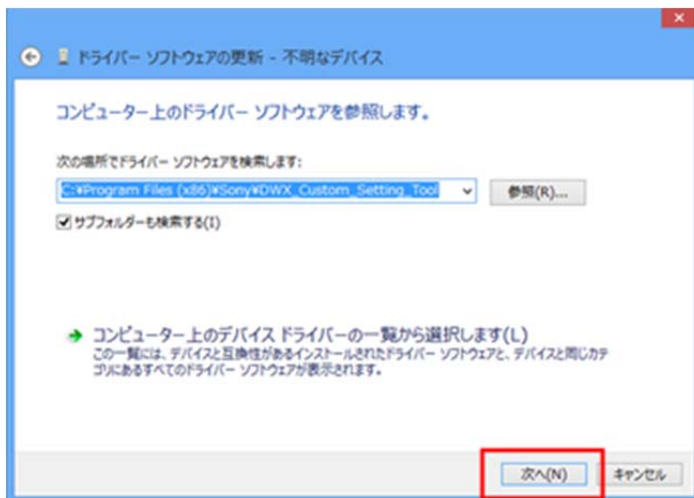 ドライバー ソフトウェアの更新 - 不明なデバイス
コンピューター上のドライバー ソフトウェアを参照します。
次の場所でドライバー ソフトウェアを検索します:
C:¥Program Files (x86)¥Sony¥DWX_Custom_Setting_Tool
参照(R)...
サブフォルダーも検索する(I)
コンピューター上のデバイス ドライバーの一覧から選択します(L)
この一覧には、デバイスと互換性があるインストールされたドライバー ソフトウェアと、デバイスと同じカテ
ゴリにあるすべてのドライバー ソフトウェアが表示されます。
次へ(N)
キャンセル